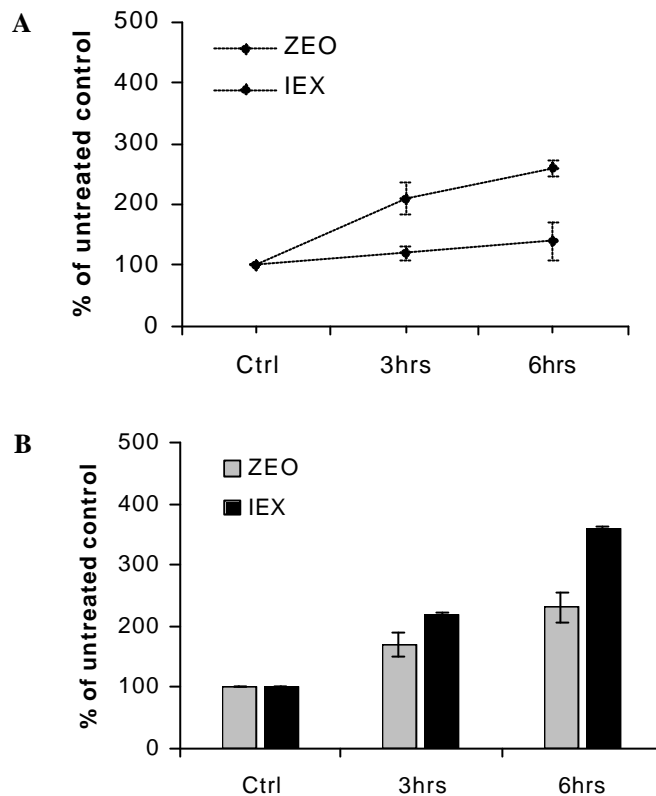 A
% of untreated control
500
400
300
200
100
0
ZEO
IEX
Ctrl 3hrs 6hrs
B
% of untreated control
500
400
300
200
100
0
ZEO
IEX
Ctrl 3hrs 6hrs